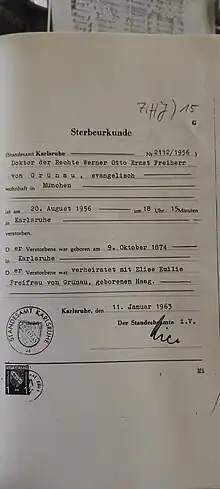 15
G
Sterbeurkunde
(Standesamt Karlsruhe Nr. 2112/1956)
Doktor der Rechte Werner Otto Ernst Freiherr
von Grünau, evangelisch
wohnhaft in München
ist am 20. August 1956 um 18 Uhr 15 Minuten
in Karlsruhe
verstorben.
Der Verstorbene war geboren am 9. Oktober 1874
in Karlsruhe
Der Verstorbene war verheiratet mit Elise Emilie
Freifrau von Grünau, geborenen Haag.
Karlsruhe, den 11. Januar 1963
Der Standesbeamte i.V.
STANDESAMT KARLSRUHE
Mi